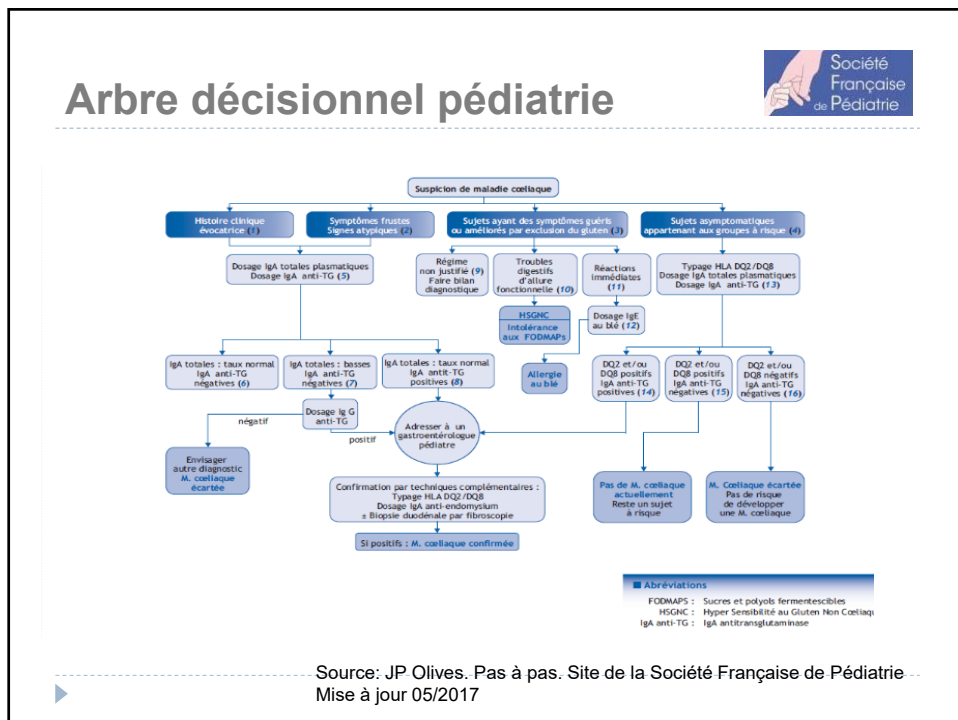 Arbre décisionnel pédiatrie
Société
Française
de Pédiatrie
Suspicion de maladie cœliaque
Histoire clinique
évocatrice (1)
Symptômes frustes
Signes atypiques (2)
Sujets ayant des symptômes guéris
ou améliorés par exclusion du gluten (3)
Sujets asymptomatiques
appartenant aux groupes à risque (4)
Dosage IgA totales plasmatiques
Dosage IgA anti-TG (5)
Régime
non justifié (9)
Faire bilan
diagnostique
Troubles
digestifs
d'allure
fonctionnelle (10)
Réactions
immédiates
(11)
Typage HLA DQ2/DQ8
Dosage IgA totales plasmatiques
Dosage IgA anti-TG (13)
HSGNC
Intolérance
aux FODMAPs
Dosage IgE
au blé (12)
IgA totales : taux normal
IgA anti-TG
négatives (6)
IgA totales : basses
IgA anti-TG
négatives (7)
IgA totales : taux normal
IgA antit-TG
positives (8)
Allergie
au blé
DQ2 et/ou
DQ8 positifs
IgA anti-TG
positives (14)
DQ2 et/ou
DQ8 positifs
IgA anti-TG
négatives (15)
DQ2 et/ou
DQ8 négatifs
IgA anti-TG
négatives (16)
Dosage Ig G
anti-TG
négatif
positif
Adresser à un
gastroentérologue
pédiatre
Envisager
autre diagnostic
M. cœliaque
écartée
Confirmation par techniques complémentaires :
Typage HLA DQ2/DQ8
Dosage IgA anti-endomysium
± Biopsie duodénale par fibroscopie
Pas de M. cœliaque
actuellement
Reste un sujet
à risque
M. Cœliaque écartée
Pas de risque
de développer
une M. cœliaque
Si positifs : M. cœliaque confirmée
Abréviations
FODMAPS : Sucres et polyols fermentescibles
HSGNC : Hyper Sensibilité au Gluten Non Cœliaqu
IgA anti-TG : IgA antitransglutaminase
Source: JP Olives. Pas à pas. Site de la Société Française de Pédiatrie
Mise à jour 05/2017